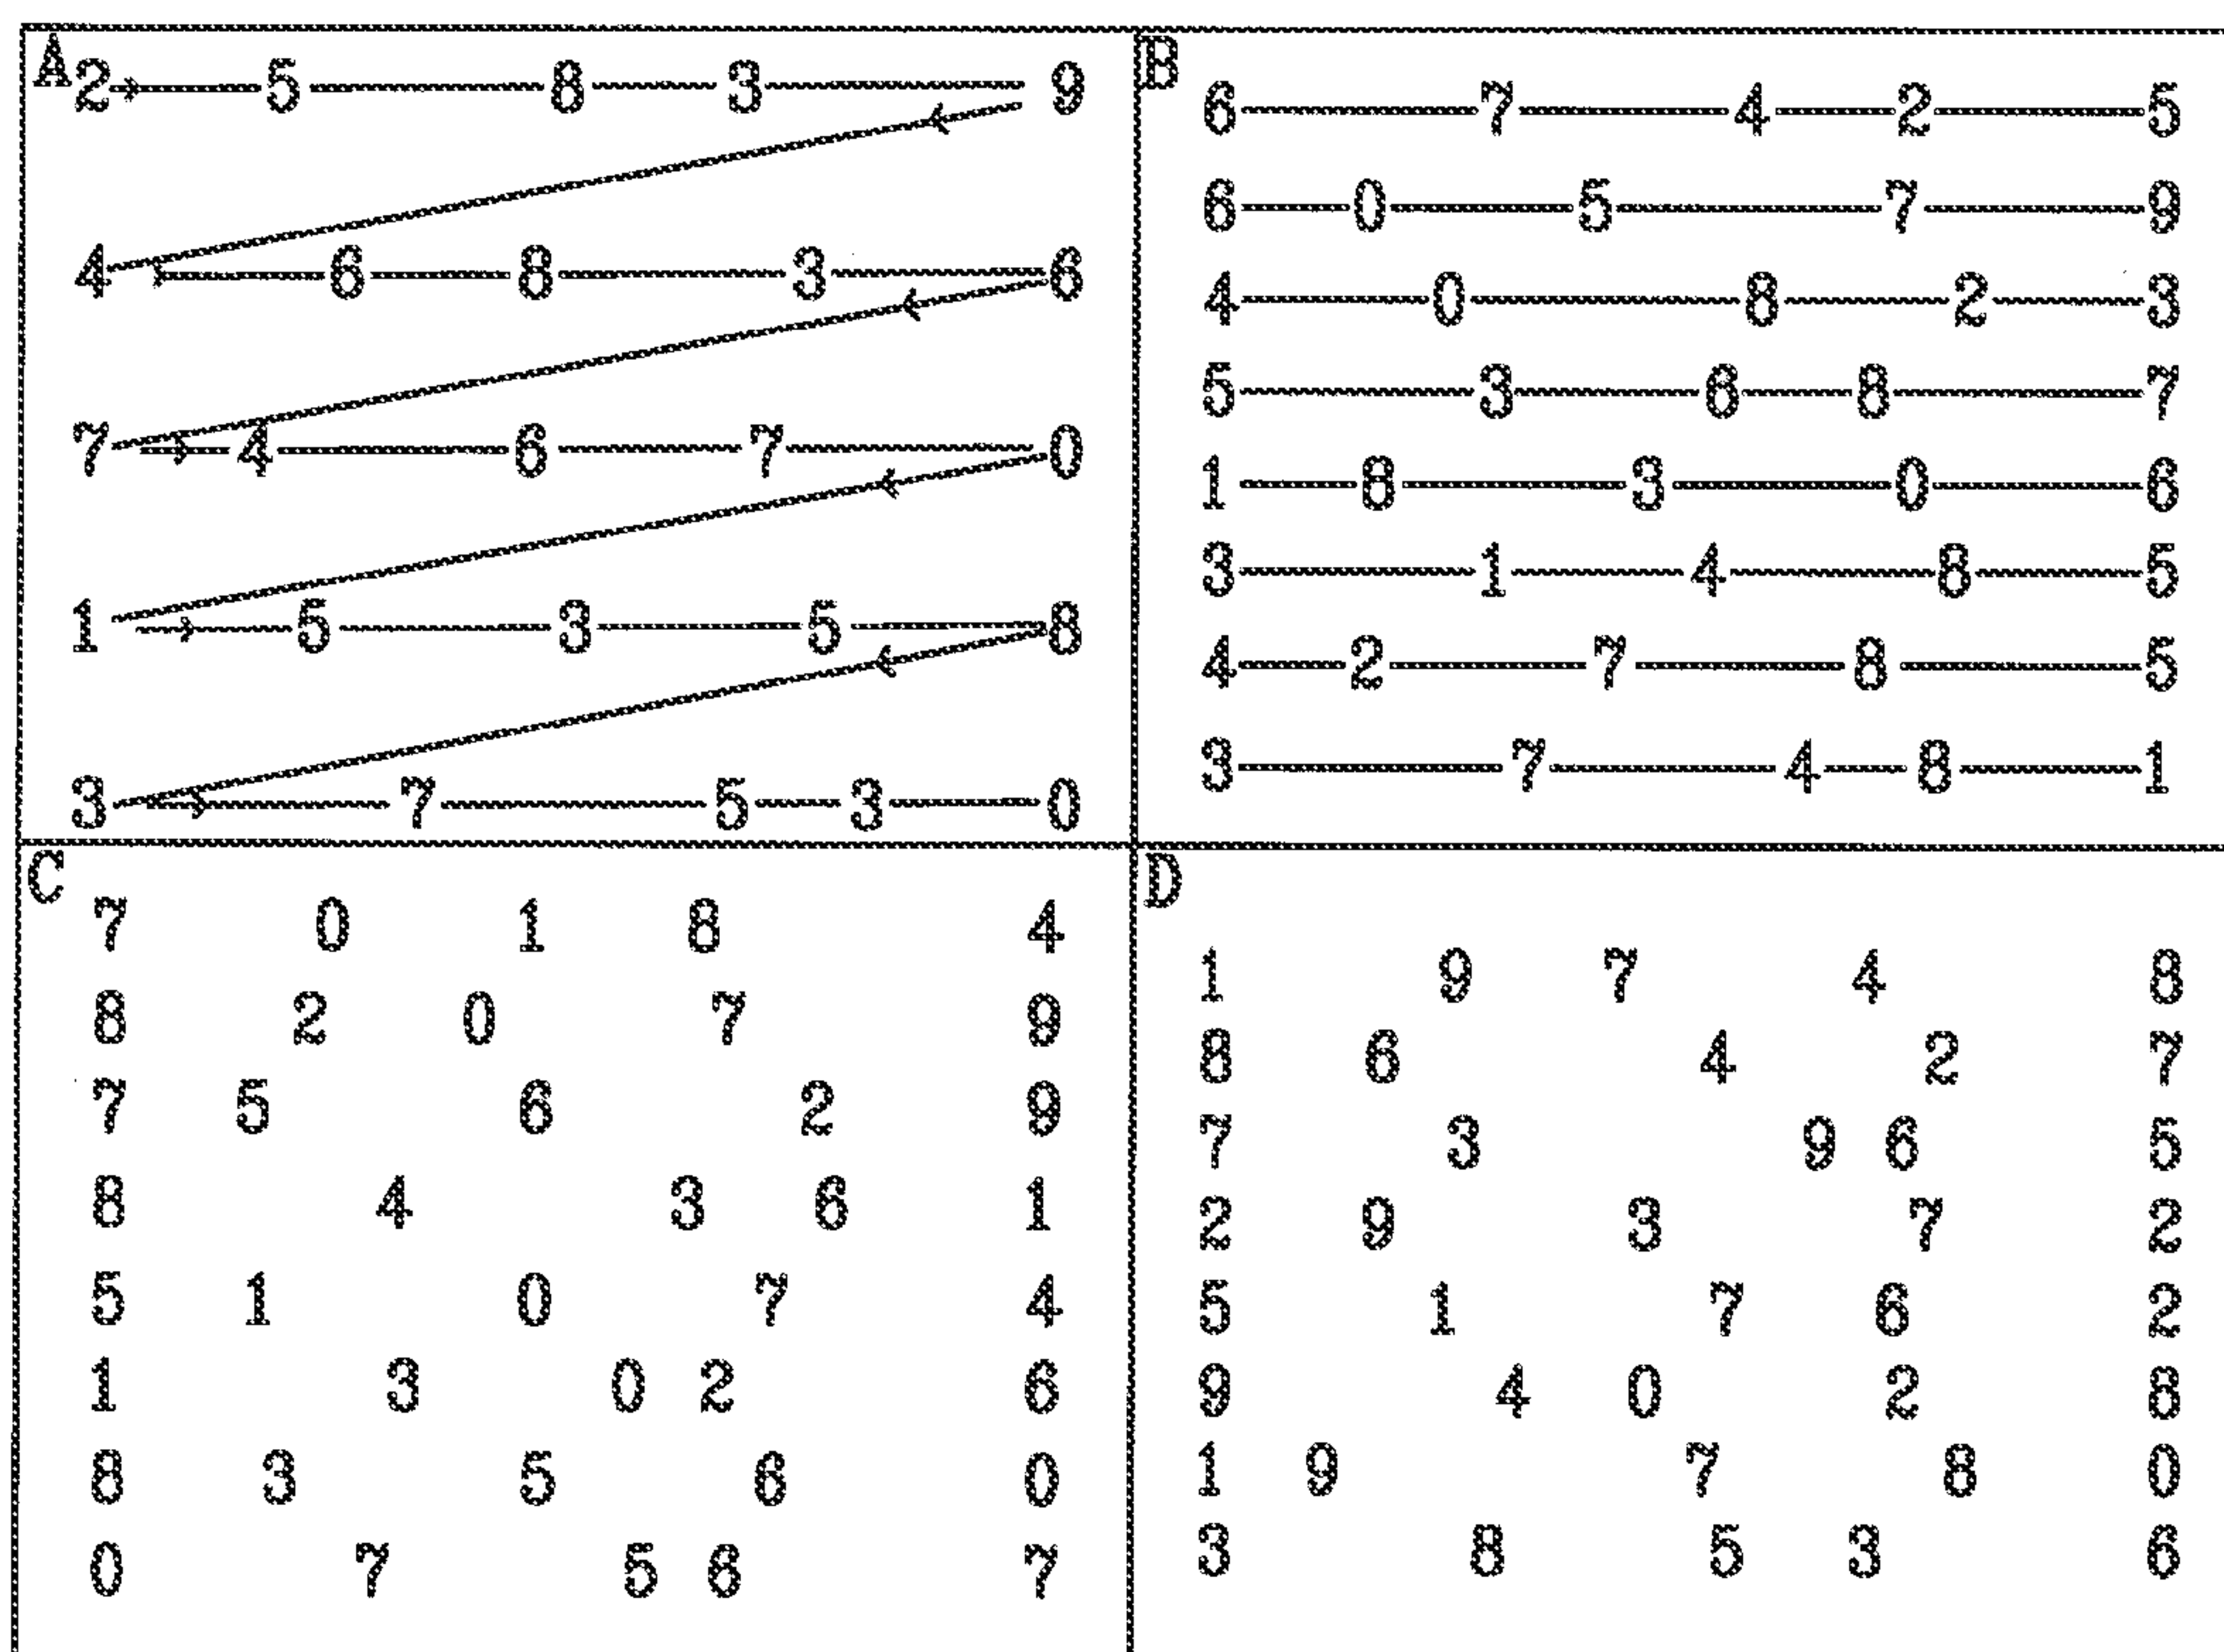 A
2 5 8 3 9
4 6 8 3 6
7 4 6 7 0
1 5 3 5 8
3 7 5 3 0
B
6 7 4 2 5
6 0 5 7 9
4 0 8 2 3
5 3 6 8 7
1 8 3 0 6
3 1 4 8 5
4 2 7 8 5
3 7 4 8 1
C
7 0 1 8 4
8 2 0 7 9
7 5 6 2 9
8 4 3 6 1
5 1 0 7 4
1 3 0 2 6
8 3 5 6 0
0 7 5 6 7
D
1 9 7 4 8
8 6 4 2 7
7 3 9 6 5
2 9 3 7 2
5 1 7 6 2
9 4 0 2 8
1 9 7 8 0
3 8 5 3 6